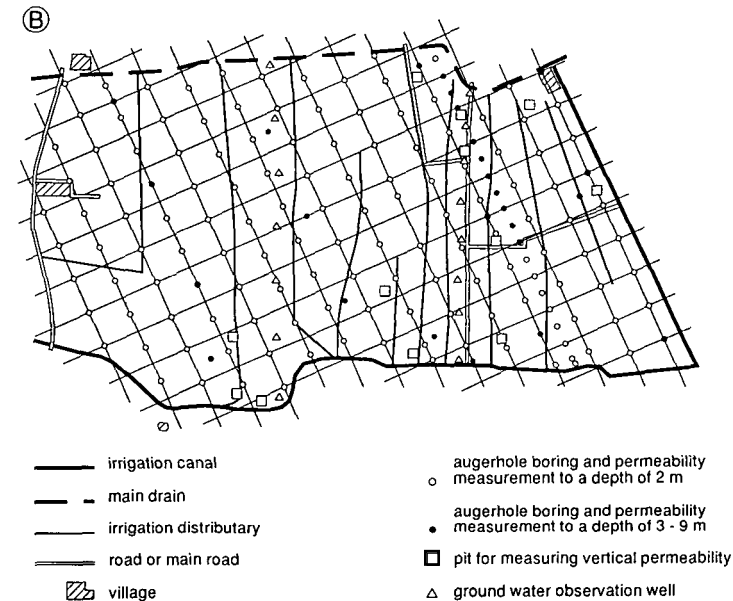 B
irrigation canal
main drain
irrigation distributary
road or main road
village
augerhole boring and permeability
measurement to a depth of 2 m
augerhole boring and permeability
measurement to a depth of 3 - 9 m
pit for measuring vertical permeability
ground water observation well